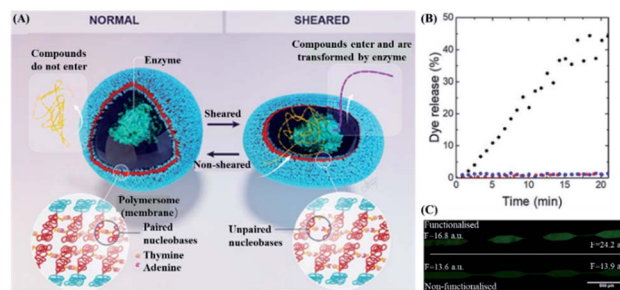 (A)
NORMAL
SHEARED
Compounds
do not enter
Enzyme
Compounds enter and are
transformed by enzyme
Sheared
Non-sheared
Polymersome
(membrane)
Paired
nucleobases
Thymine
Adenine
Unpaired
nucleobases
(B)
Dye release (%)
50
40
30
20
10
0
0
5
10
15
20
Time (min)
(C)
Functionalised
F=16.8 a.u.
F=24.2 a.u.
F=13.6 a.u.
F=13.9 a.u.
Non-functionalised